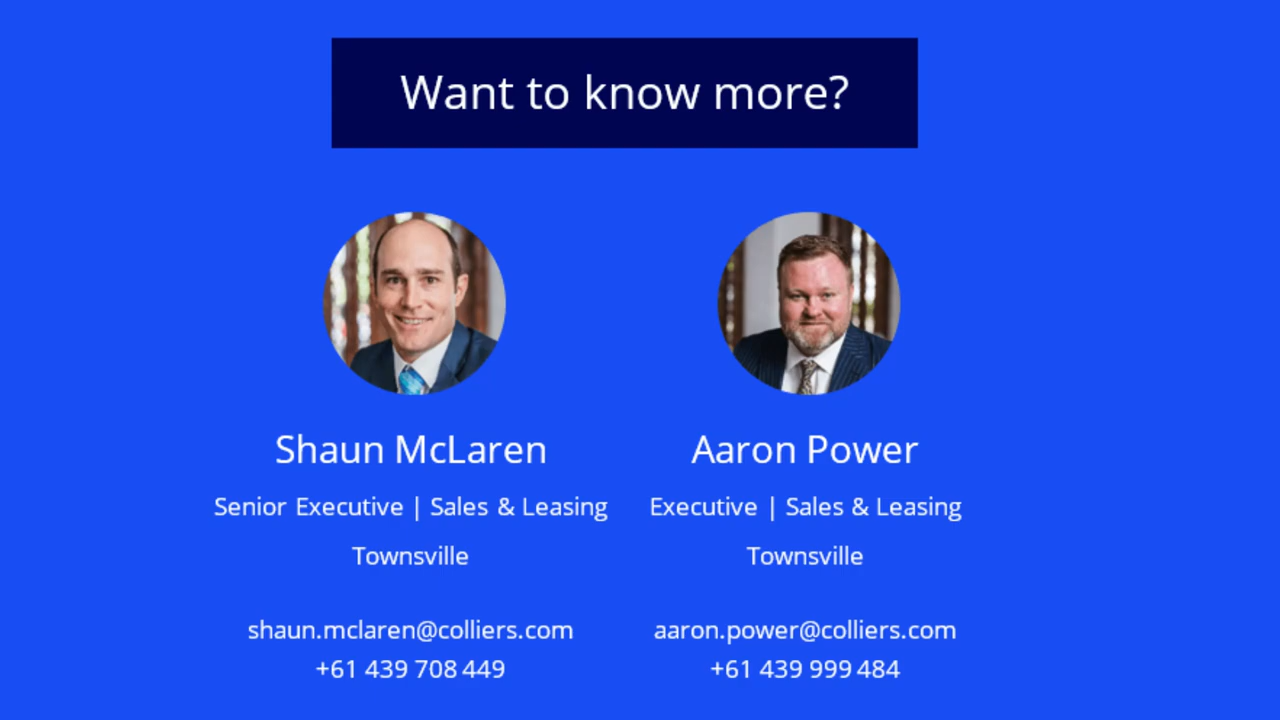 Want to know more?
Shaun McLaren
Senior Executive | Sales & Leasing
Townsville
shaun.mclaren@colliers.com
+61 439 708 449
Aaron Power
Executive | Sales & Leasing
Townsville
aaron.power@colliers.com
+61 439 999 484